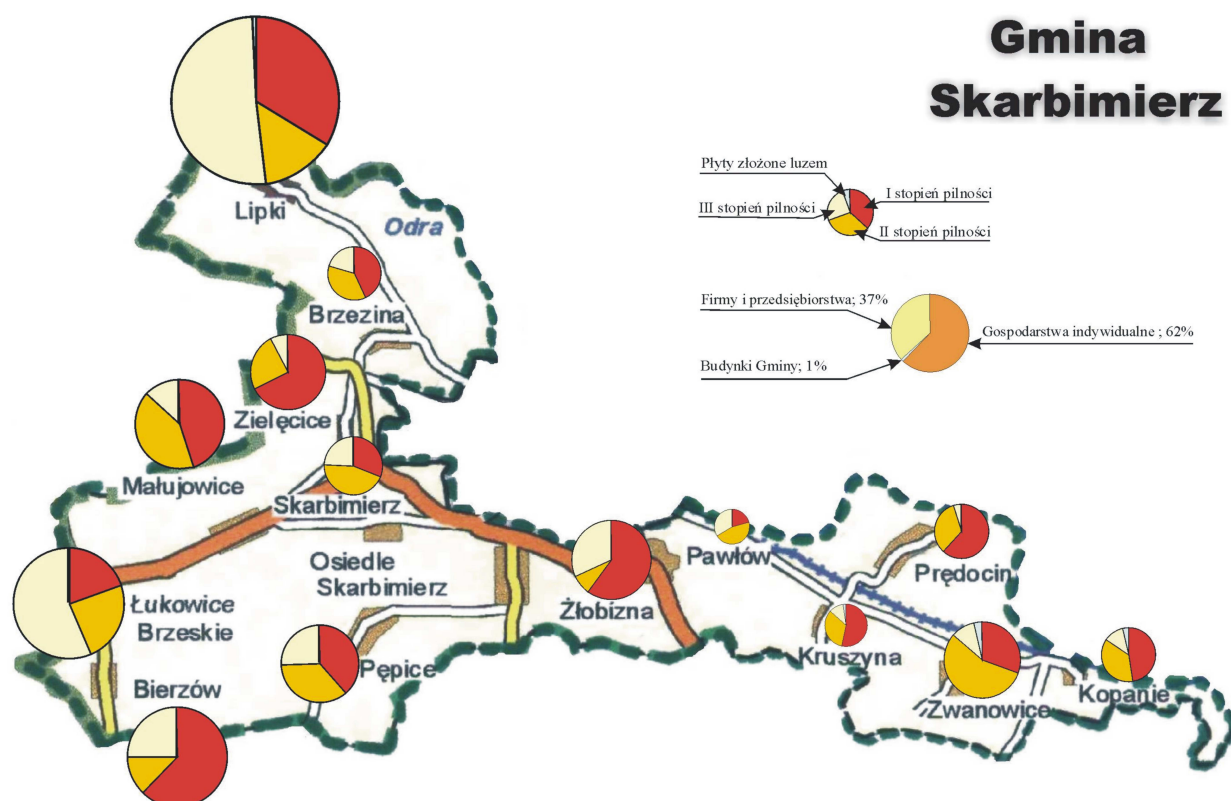 Gmina
Skarbimierz
Płyty złożone luzem
I stopień pilności
III stopień pilności
II stopień pilności
Firmy i przedsiębiorstwa; 37%
Gospodarstwa indywidualne ; 62%
Budynki Gminy; 1%
Lipki
Odra
Brzezina
Zielęcice
Małujowice
Skarbimierz
Osiedle
Skarbimierz
Łukowice
Brzeskie
Bierzów
Pępice
Żłobizna
Pawłów
Prędocin
Kruszyna
Zwanowice
Kopanie